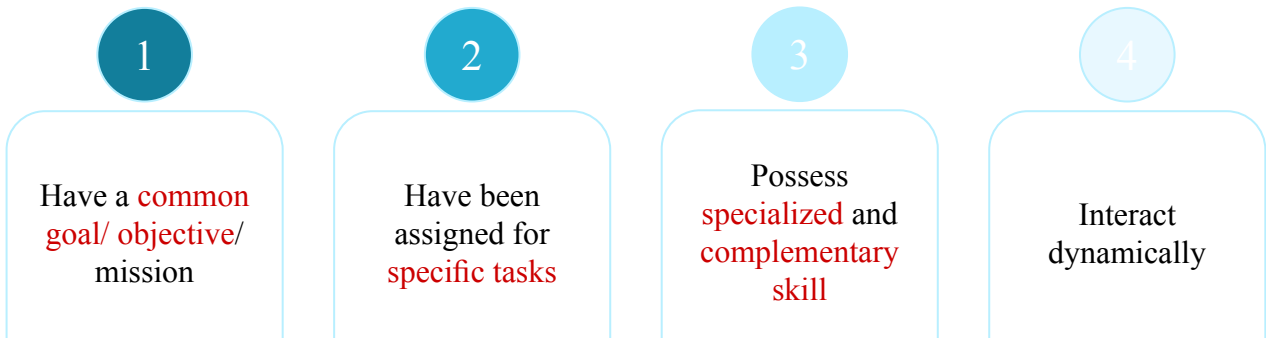 1
Have a common
goal/ objective/
mission
2
Have been
assigned for
specific tasks
3
Possess
specialized and
complementary
skill
4
Interact
dynamically